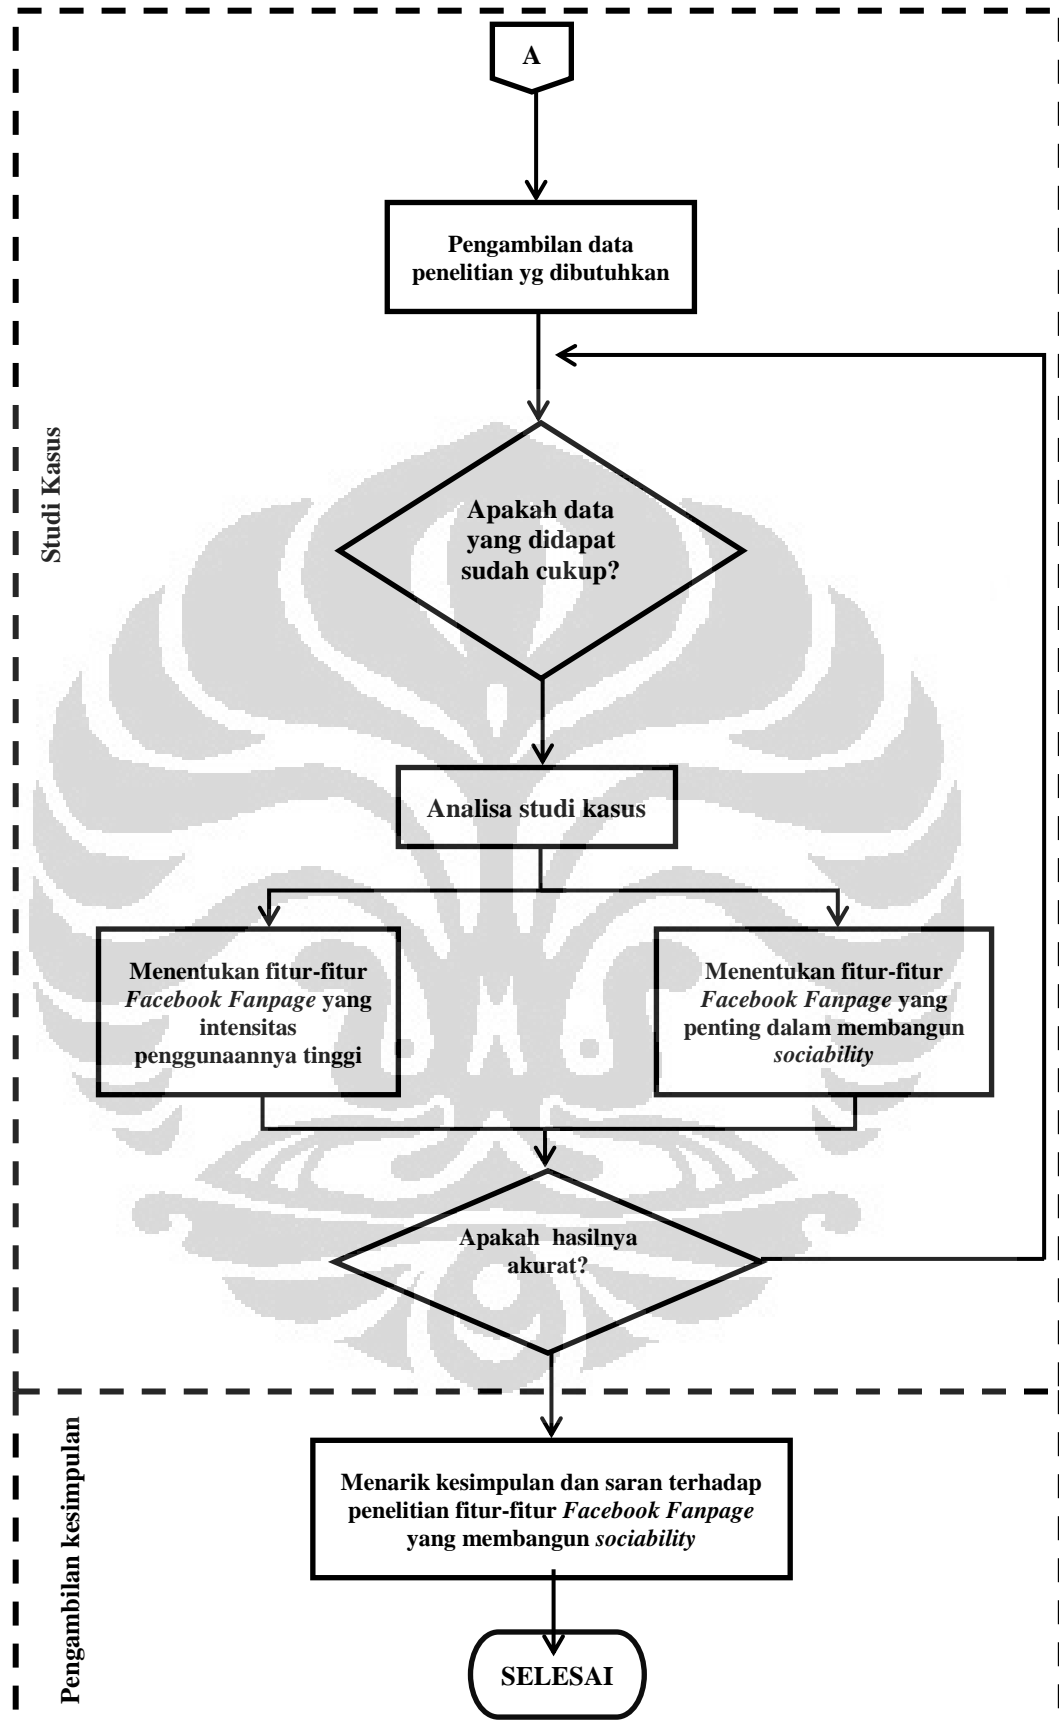 A
Pengambilan data
penelitian yg dibutuhkan
Studi Kasus
Apakah data
yang didapat
sudah cukup?
Analisa studi kasus
Menentukan fitur-fitur
Facebook Fanpage yang
intensitas
penggunaannya tinggi
Menentukan fitur-fitur
Facebook Fanpage yang
penting dalam membangun
sociability
Apakah hasilnya
akurat?
Pengambilan kesimpulan
Menarik kesimpulan dan saran terhadap
penelitian fitur-fitur Facebook Fanpage
yang membangun sociability
SELESAI